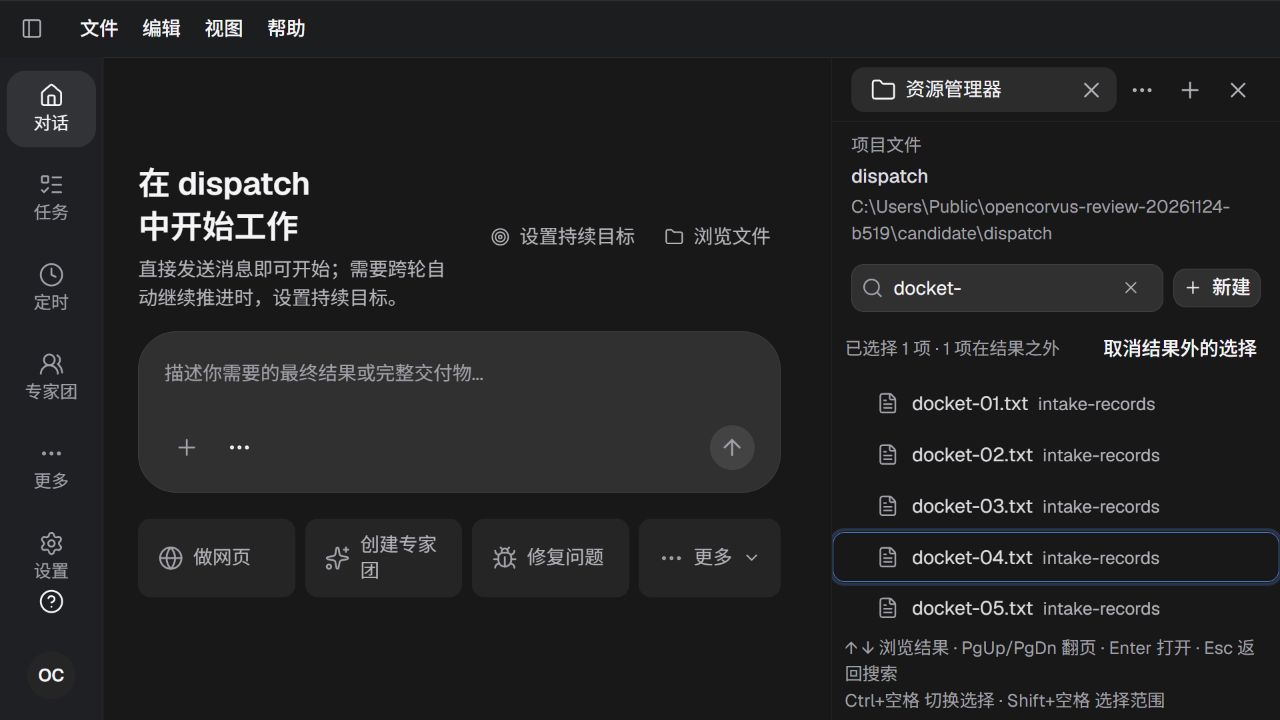 文件 编辑 视图 帮助
对话
任务
定时
专家团
更多
设置
OC
在 dispatch
中开始工作
直接发送消息即可开始；需要跨轮自
动继续推进时，设置持续目标。
设置持续目标 浏览文件
描述你需要的最终结果或完整交付物...
做网页
创建专家
团
修复问题
更多
资源管理器
项目文件
dispatch
C:\Users\Public\opencorvus-review-20261124-
b519\candidate\dispatch
docket-
新建
已选择 1 项 · 1 项在结果之外 取消结果外的选择
docket-01.txt intake-records
docket-02.txt intake-records
docket-03.txt intake-records
docket-04.txt intake-records
docket-05.txt intake-records
↑↓ 浏览结果 · PgUp/PgDn 翻页 · Enter 打开 · Esc 返
回搜索
Ctrl+空格 切换选择 · Shift+空格 选择范围